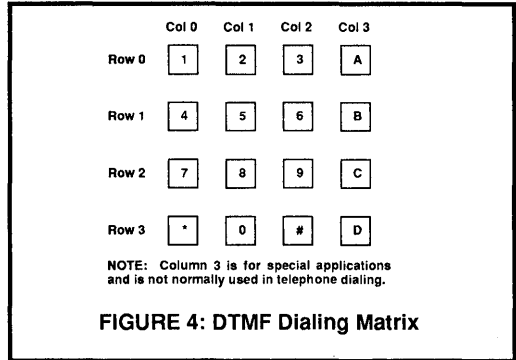 Col 0 Col 1 Col 2 Col 3
Row 0 1 2 3 A
Row 1 4 5 6 B
Row 2 7 8 9 C
Row 3 * 0 # D
NOTE: Column 3 is for special applications
and is not normally used in telephone dialing.
FIGURE 4: DTMF Dialing Matrix